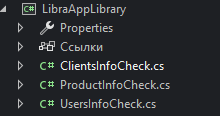 LibraAppLibrary
Properties
Ссылки
C# ClientsInfoCheck.cs
C# ProductInfoCheck.cs
C# UsersInfoCheck.cs